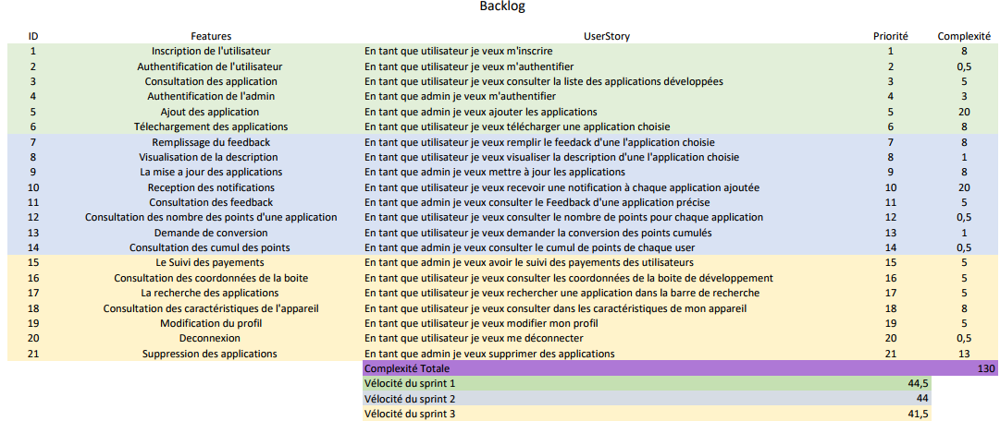 Backlog
ID Features UserStory Priorité Complexité
1 Inscription de l'utilisateur En tant que utilisateur je veux m'inscrire 1 8
2 Authentification de l'utilisateur En tant que utilisateur je veux m'authentifier 2 0,5
3 Consultation des application En tant que utilisateur je veux consulter la liste des applications développées 3 5
4 Authentification de l'admin En tant que admin je veux m'authentifier 4 3
5 Ajout des application En tant que admin je veux ajouter les applications 5 20
6 Télechargement des applications En tant que utilisateur je veux télécharger une application choisie 6 8
7 Remplissage du feedback En tant que utilisateur je veux remplir le feedack d'une l'application choisie 7 8
8 Visualisation de la description En tant que utilisateur je veux visualiser la description d'une l'application choisie 8 1
9 La mise a jour des applications En tant que admin je veux mettre à jour les applications 9 8
10 Reception des notifications En tant que utilisateur je veux recevoir une notification à chaque application ajoutée 10 20
11 Consultation des feedback En tant que admin je veux consulter le Feedback d'une application précise 11 5
12 Consultation des nombre des points d'une application En tant que utilisateur je veux consulter le nombre de points pour chaque application 12 0,5
13 Demande de conversion En tant que utilisateur je veux demander la conversion des points cumulés 13 1
14 Consultation des cumul des points En tant que admin je veux consulter le cumul de points de chaque user 14 0,5
15 Le Suivi des payements En tant que admin je veux avoir le suivi des payements des utilisateurs 15 5
16 Consultation des coordonnées de la boite En tant que utilisateur je veux consulter les coordonnées de la boite de développement 16 5
17 La recherche des applications En tant que utilisateur je veux rechercher une application dans la barre de recherche 17 5
18 Consultation des caractéristiques de l'appareil En tant que utilisateur je veux consulter dans les caractéristiques de mon appareil 18 8
19 Modification du profil En tant que utilisateur je veux modifier mon profil 19 5
20 Deconnexion En tant que utilisateur je veux me déconnecter 20 0,5
21 Suppression des applications En tant que admin je veux supprimer des applications 21 13
Complexité Totale 130
Vélocité du sprint 1 44,5
Vélocité du sprint 2 44
Vélocité du sprint 3 41,5